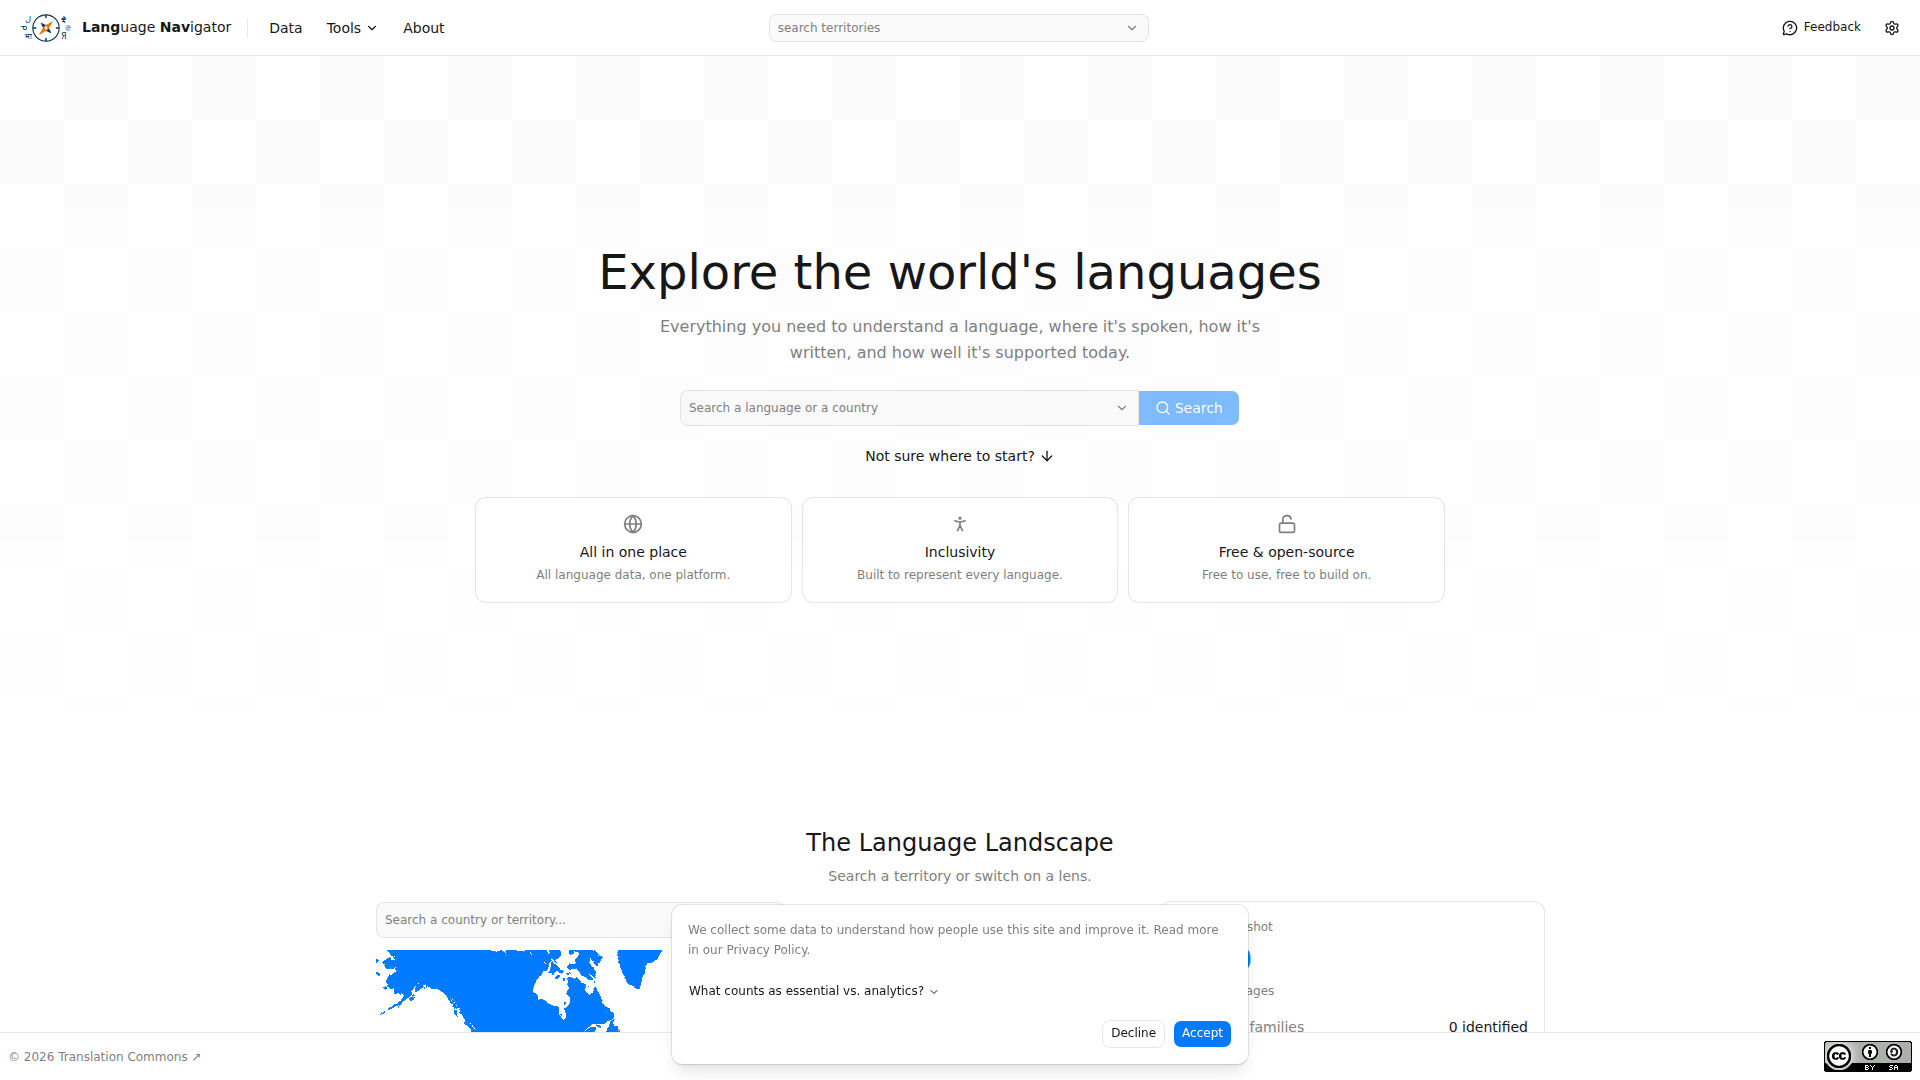 Language Navigator
Data
Tools
About
search territories
Feedback
Explore the world's languages
Everything you need to understand a language, where it's spoken, how it's
written, and how well it's supported today.
Search a language or a country
Search
Not sure where to start?
All in one place
All language data, one platform.
Inclusivity
Built to represent every language.
Free & open-source
Free to use, free to build on.
The Language Landscape
Search a territory or switch on a lens.
Search a country or territory...
We collect some data to understand how people use this site and improve it. Read more
in our Privacy Policy.
What counts as essential vs. analytics?
Decline
Accept
families
0 identified
© 2026 Translation Commons ↗
CC BY SA